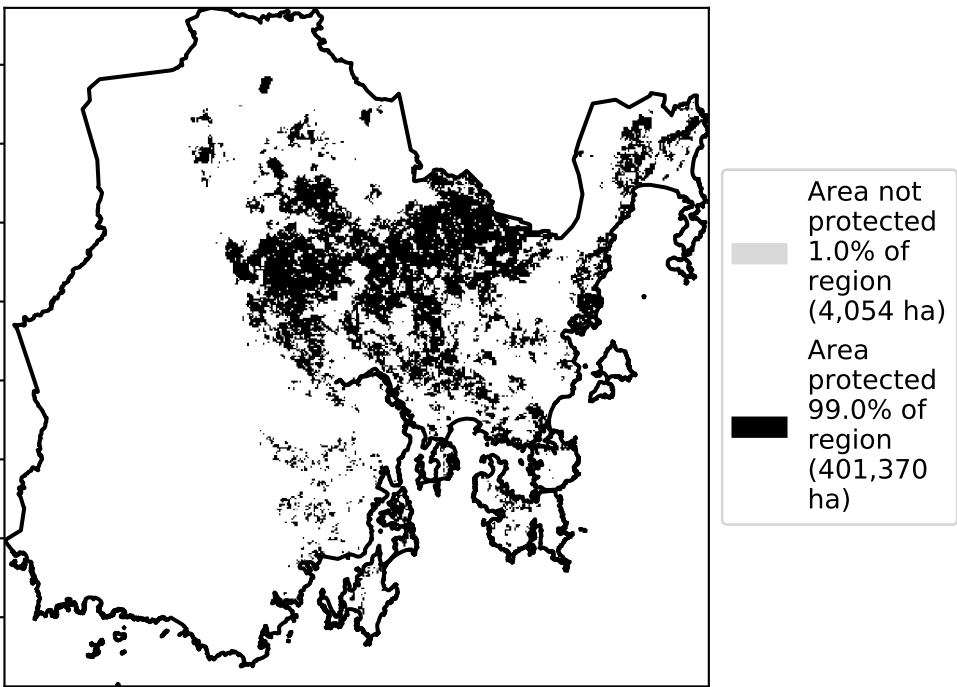 Area not
protected
1.0% of
region
(4,054 ha)
Area
protected
99.0% of
region
(401,370
ha)